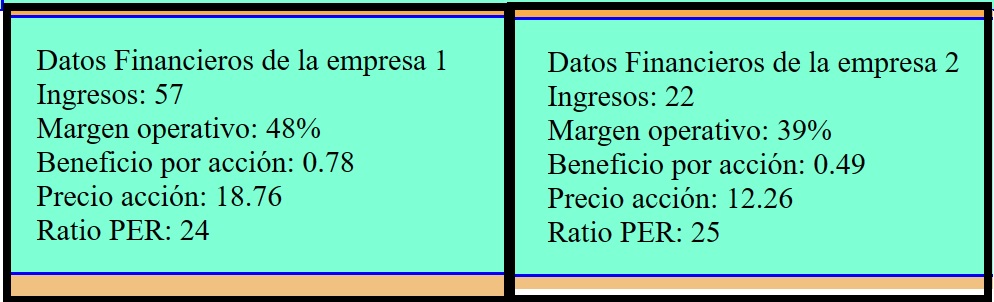 Datos Financieros de la empresa 1
Ingresos: 57
Margen operativo: 48%
Beneficio por acción: 0.78
Precio acción: 18.76
Ratio PER: 24
Datos Financieros de la empresa 2
Ingresos: 22
Margen operativo: 39%
Beneficio por acción: 0.49
Precio acción: 12.26
Ratio PER: 25